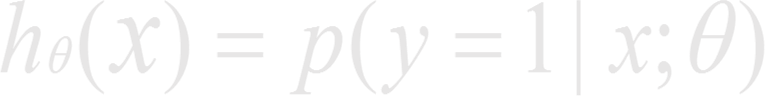 hθ(x) = p(y = 1 | x; θ)